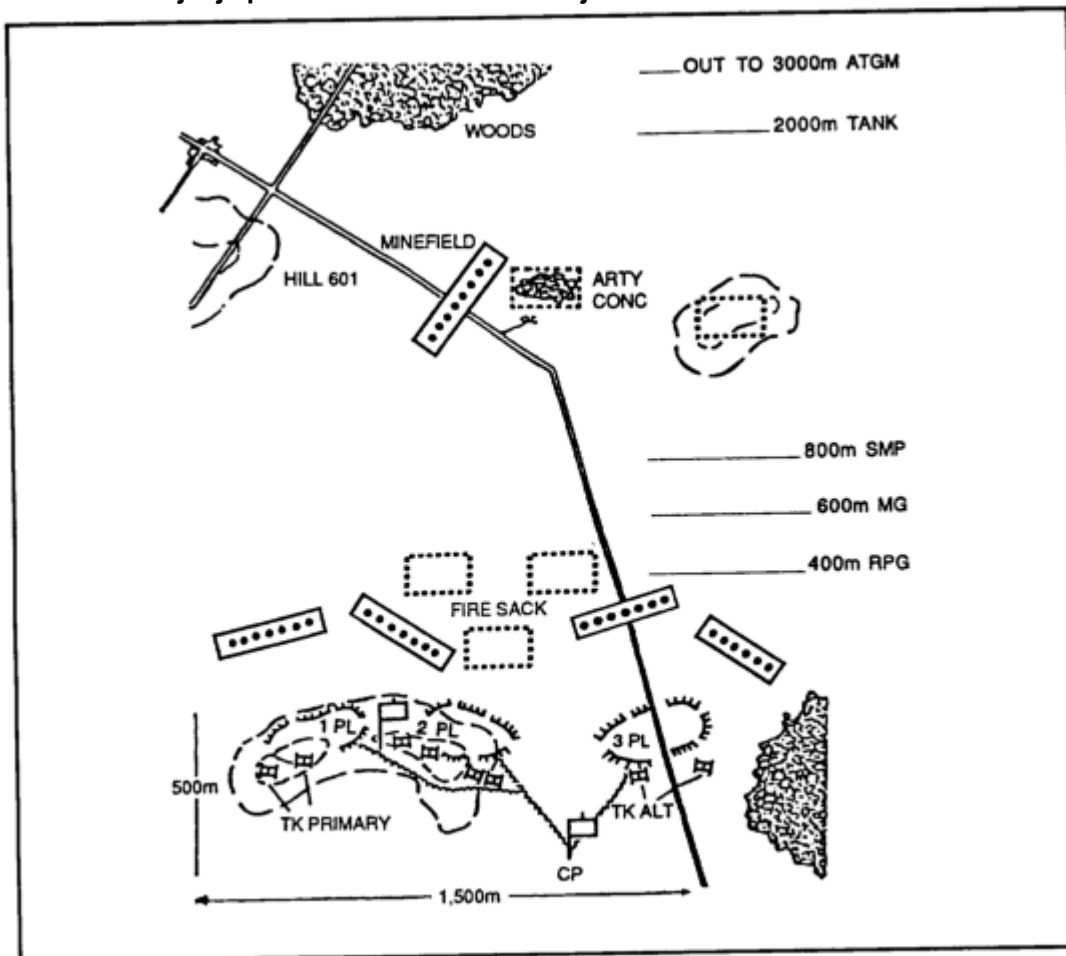 OUT TO 3000m ATGM
WOODS
2000m TANK
MINEFIELD
HILL 601
ARTY
CONC
800m SMP
600m MG
400m RPG
FIRE SACK
1 PL
2 PL
3 PL
500m
TK PRIMARY
TK ALT
CP
1,500m